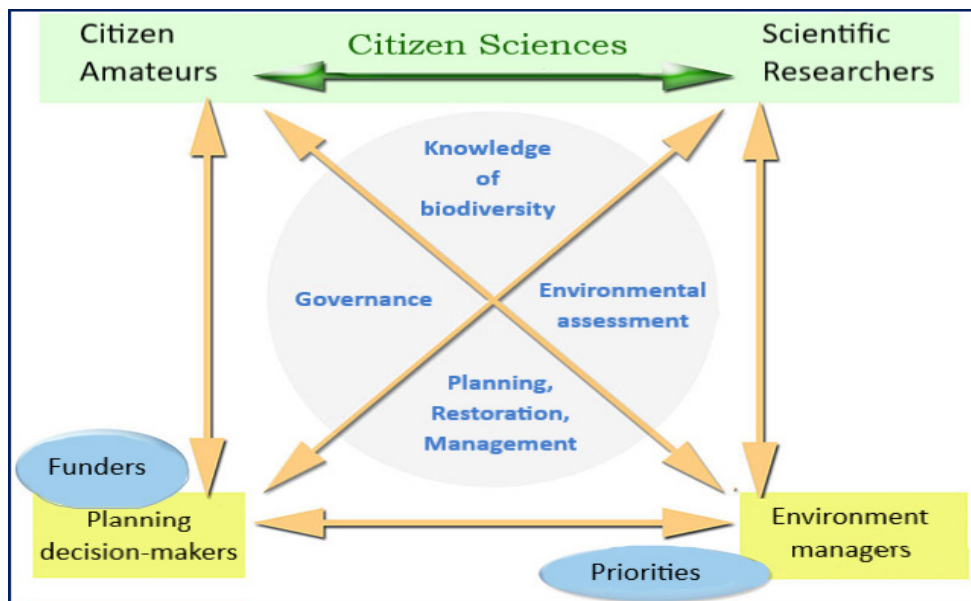 Citizen
Amateurs
Citizen Sciences
Scientific
Researchers
Knowledge
of
biodiversity
Governance
Environmental
assessment
Planning,
Restoration,
Management
Funders
Planning
decision-makers
Environment
managers
Priorities